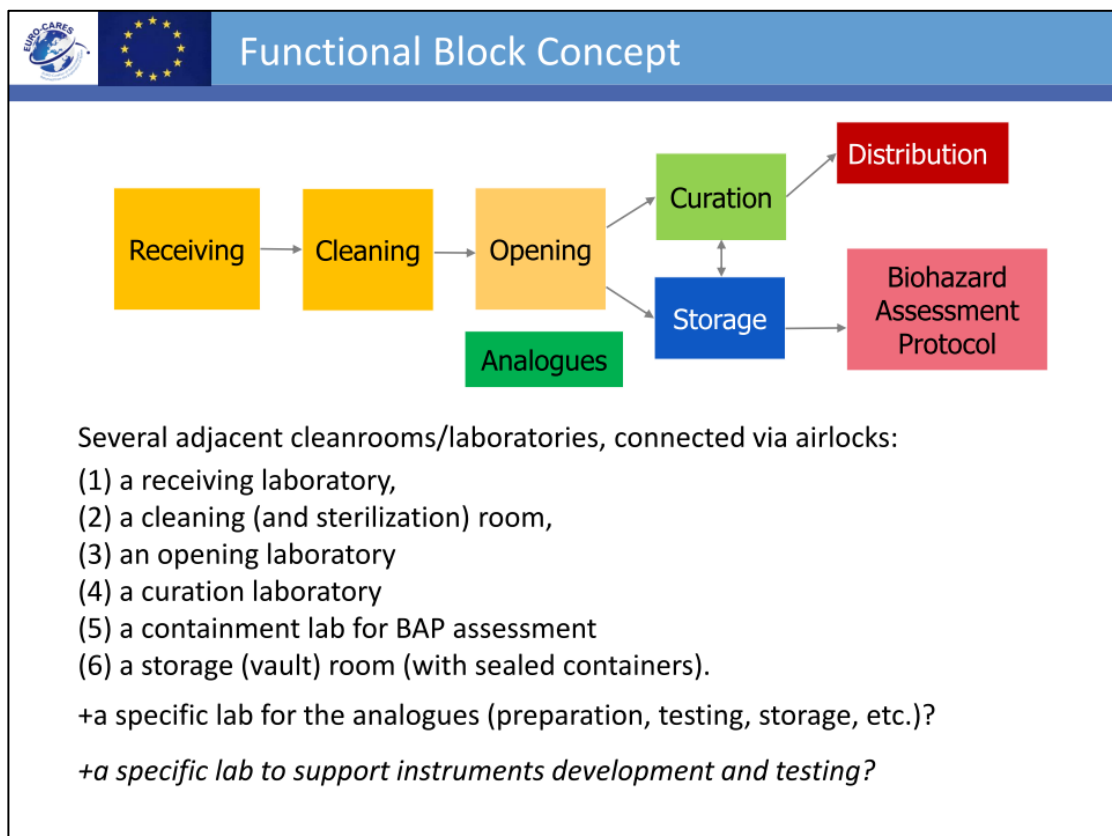 EURO-CARES
Functional Block Concept
Receiving
Cleaning
Opening
Curation
Distribution
Storage
Biohazard
Assessment
Protocol
Analogues
Several adjacent cleanrooms/laboratories, connected via airlocks:
(1) a receiving laboratory,
(2) a cleaning (and sterilization) room,
(3) an opening laboratory
(4) a curation laboratory
(5) a containment lab for BAP assessment
(6) a storage (vault) room (with sealed containers).
+a specific lab for the analogues (preparation, testing, storage, etc.)?
+a specific lab to support instruments development and testing?